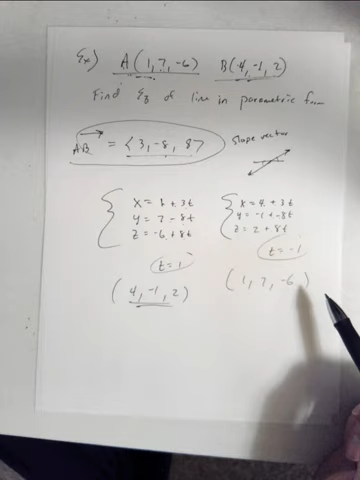 Ex) A(1,7,-6) B(4,-1,2)
Find Eq of line in parametric form
AB = <3,-8,8> slope vector
x = 1 + 3t
y = 7 - 8t
z = -6 + 8t
t = 1
(4,-1,2)
x = 4 + 3t
y = -1 + -8t
z = 2 + 8t
t = -1
(1,7,-6)